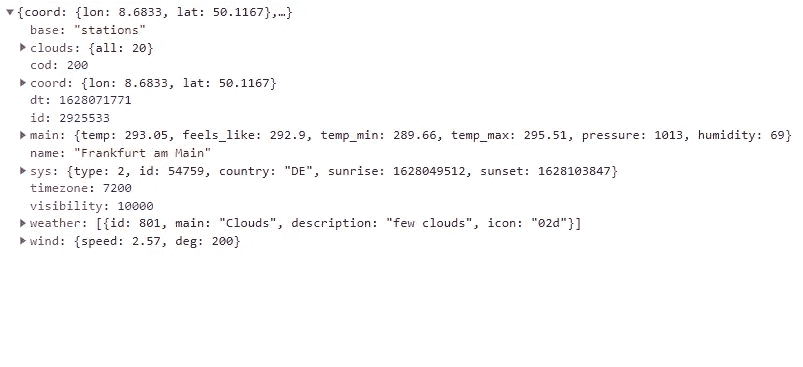 {coord: {lon: 8.6833, lat: 50.1167},…}
base: "stations"
clouds: {all: 20}
cod: 200
coord: {lon: 8.6833, lat: 50.1167}
dt: 1628071771
id: 2925533
main: {temp: 293.05, feels_like: 292.9, temp_min: 289.66, temp_max: 295.51, pressure: 1013, humidity: 69}
name: "Frankfurt am Main"
sys: {type: 2, id: 54759, country: "DE", sunrise: 1628049512, sunset: 1628103847}
timezone: 7200
visibility: 10000
weather: [{id: 801, main: "Clouds", description: "few clouds", icon: "02d"}]
wind: {speed: 2.57, deg: 200}